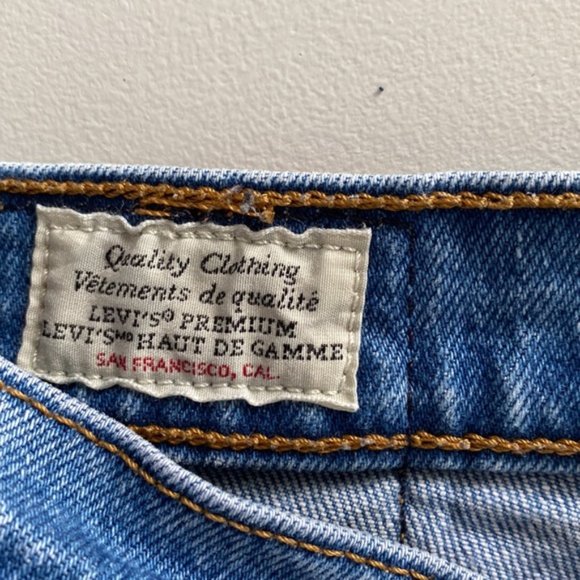 Quality Clothing
Vêtements de qualité
LEVI'S® PREMIUM
LEVI'S MD HAUT DE GAMME
SAN FRANCISCO, CAL.